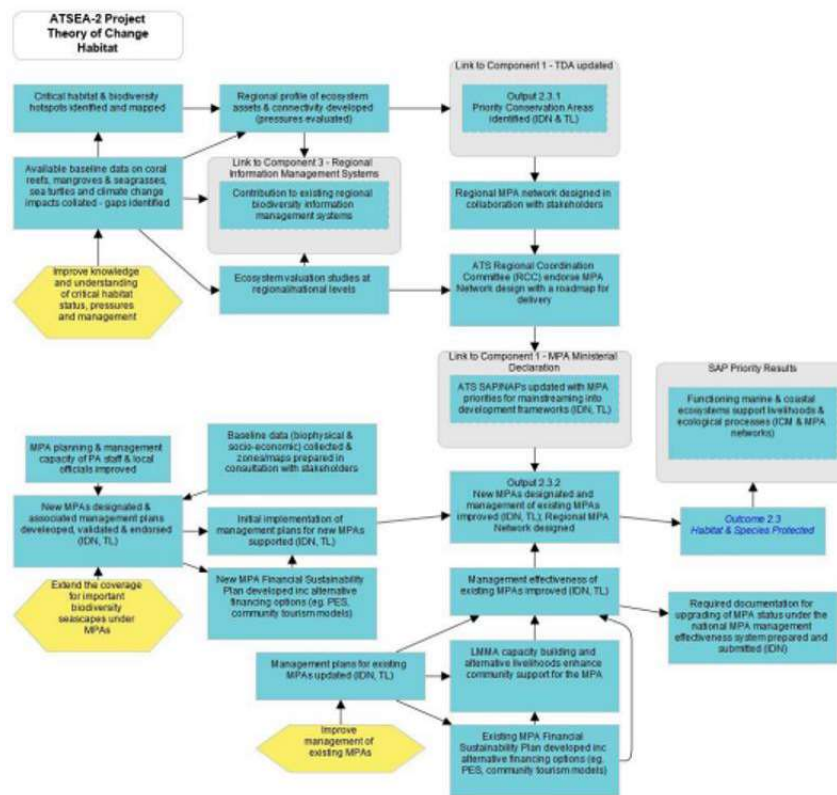 ATSEA-2 Project
Theory of Change
Habitat
Critical habitat & biodiversity
hotspots identified and mapped
Regional profile of ecosystem
assets & connectivity developed
(pressures evaluated)
Link to Component 1 - TDA updated
Output 2.3.1
Priority Conservation Areas
identified (IDN & TL)
Available baseline data on coral
reefs, mangroves & seagrasses,
sea turtles and climate change
impacts collated - gaps identified
Link to Component 3 - Regional
Information Management Systems
Contribution to existing regional
biodiversity information
management systems
Regional MPA network designed in
collaboration with stakeholders
Improve knowledge
and understanding
of critical habitat
status, pressures
and management
Ecosystem valuation studies at
regional/national levels
ATS Regional Coordination
Committee (RCC) endorse MPA
Network design with a roadmap for
delivery
Link to Component 1 - MPA Ministerial
Declaration
ATS SAP/NAPs updated with MPA
priorities for mainstreaming into
development frameworks (IDN, TL)
SAP Priority Results
Functioning marine & coastal
ecosystems support livelihoods
& ecological processes (ICM &
MPA networks)
MPA planning & management
capacity of PA staff & local
officials improved
Baseline data (biophysical &
socio-economic) collected &
zones/maps prepared in
consultation with stakeholders
New MPAs designated &
associated management plans
develeoped, validated & endorsed
(IDN, TL)
Initial implementation of
management plans for new MPAs
supported (IDN, TL)
Output 2.3.2
New MPAs designated and
management of existing MPAs
improved (IDN, TL); Regional MPA
Network designed
Outcome 2.3
Habitat & Species Protected
Extend the coverage
for important
biodiversity
seascapes under
MPAs
New MPA Financial Sustainability
Plan developed inc alternative
financing options (eg. PES,
community tourism models)
Management effectiveness of
existing MPAs improved (IDN, TL)
Required documentation for
upgrading of MPA status under the
national MPA management
effectiveness system prepared and
submitted (IDN)
Management plans for existing
MPAs updated (IDN, TL)
LMMA capacity building and
alternative livelihoods enhance
community support for the MPA
Improve
management of
existing MPAs
Existing MPA Financial
Sustainability Plan developed inc
alternative financing options (eg.
PES, community tourism models)